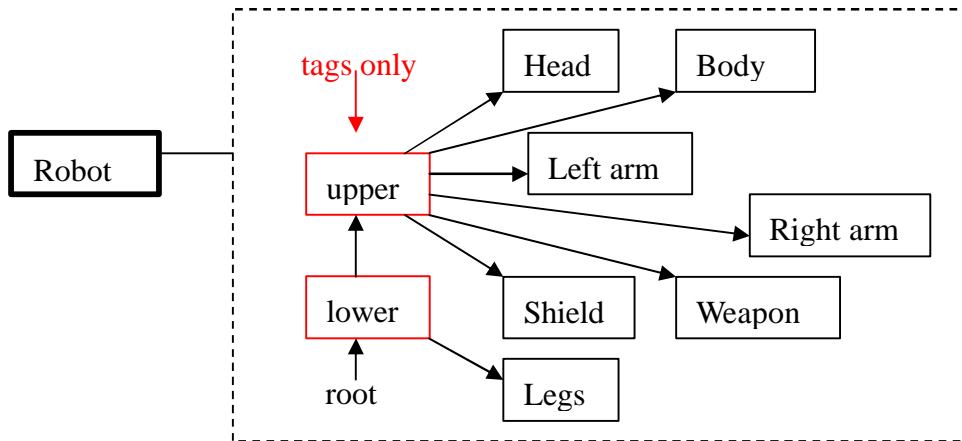 tags only
Head
Body
Robot
upper
Left arm
Right arm
lower
Shield
Weapon
root
Legs